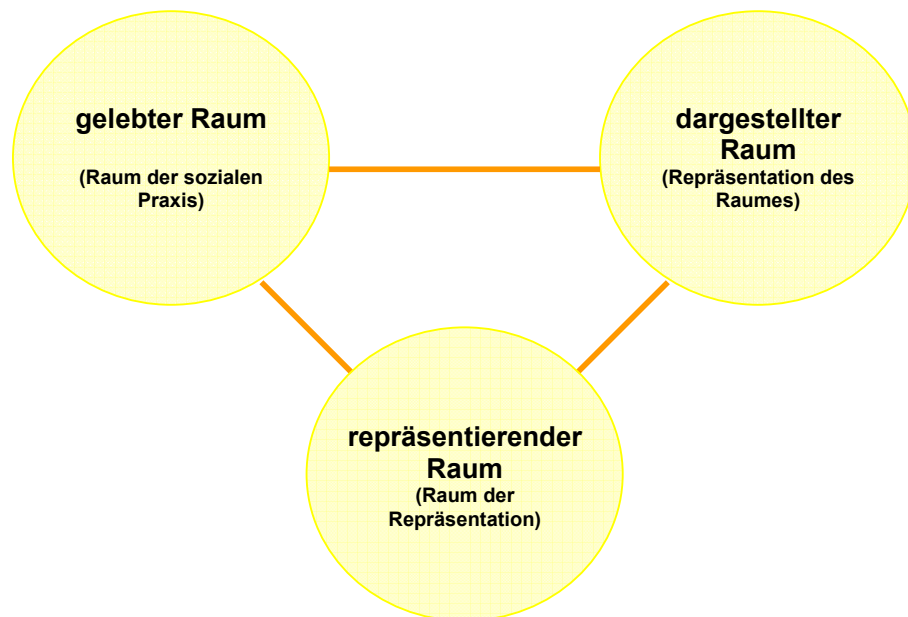 gelebter Raum
(Raum der sozialen
Praxis)
dargestellter
Raum
(Repräsentation des
Raumes)
repräsentierender
Raum
(Raum der
Repräsentation)